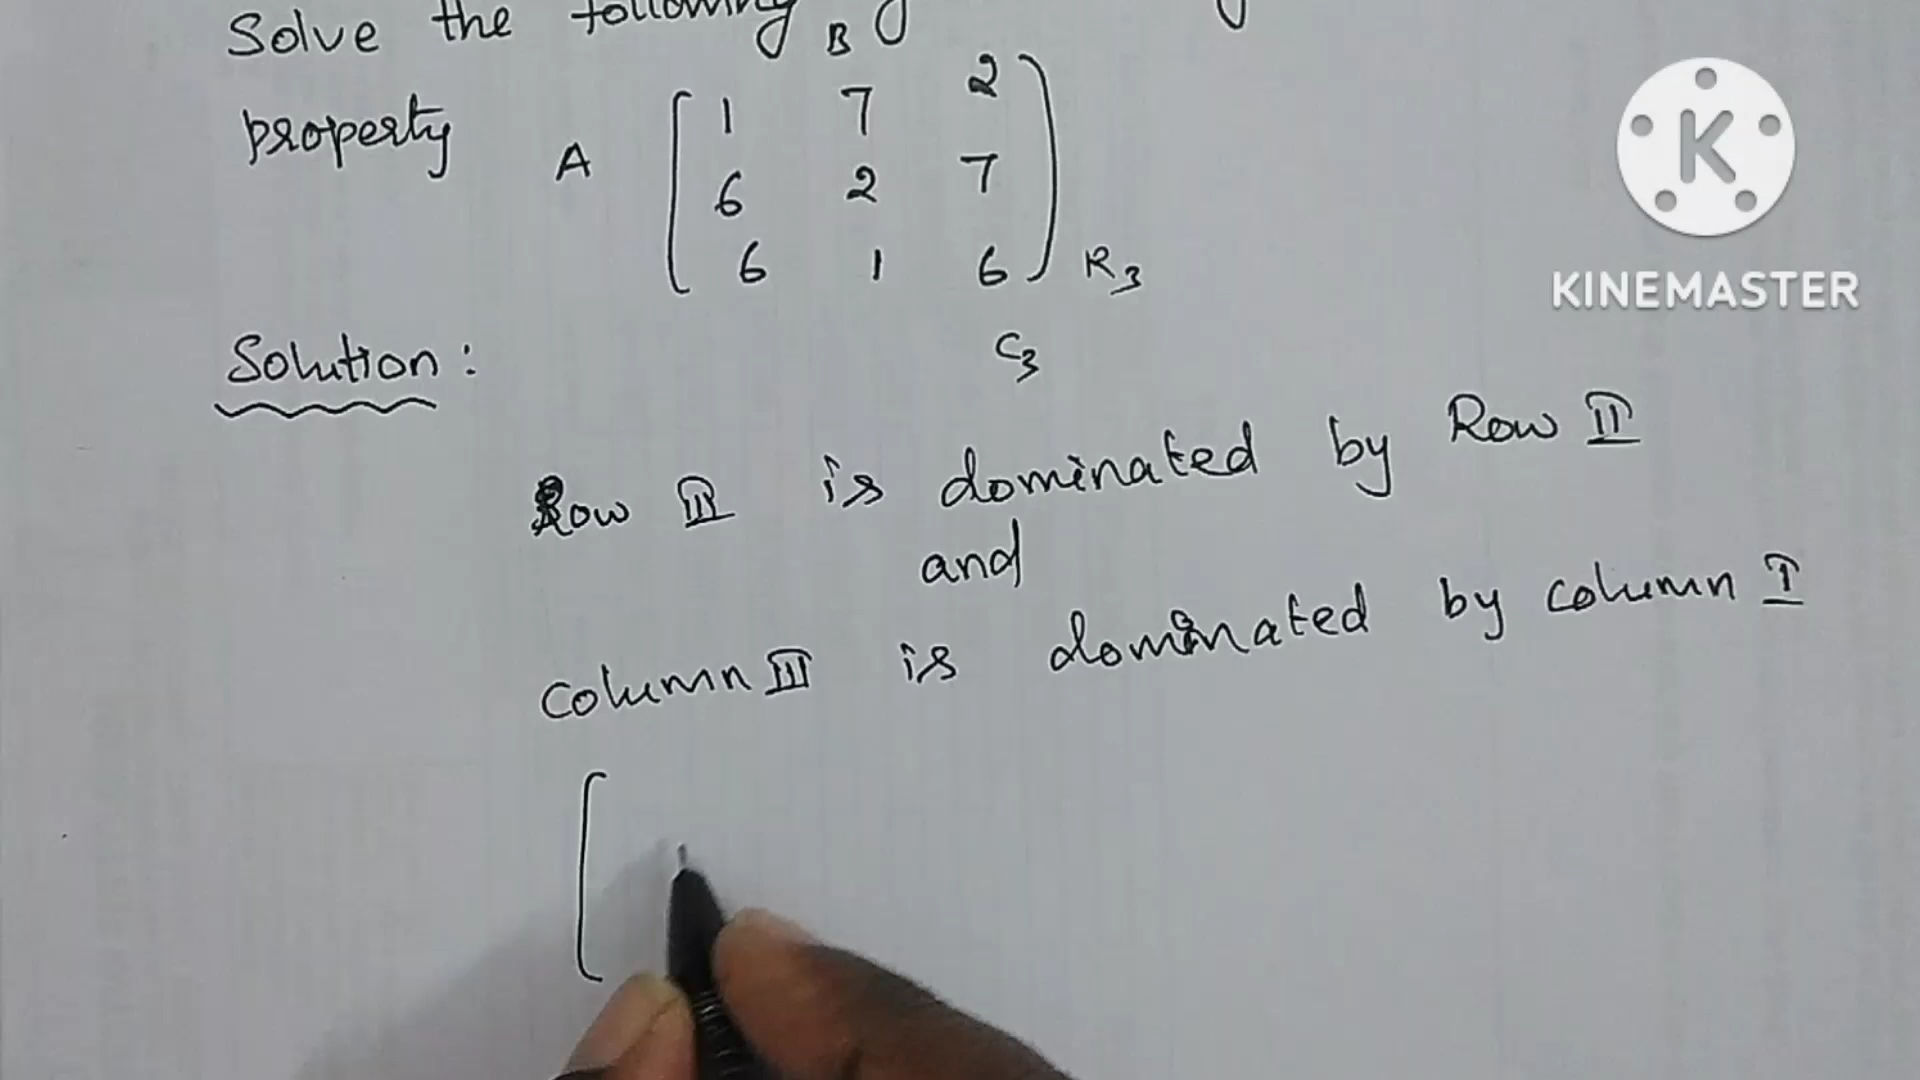 Solve the following
B
property A
1 7 2
6 2 7
6 1 6 R3
C3
Solution:
Row III is dominated by Row II
and
column III is dominated by column I
K
KINEMASTER